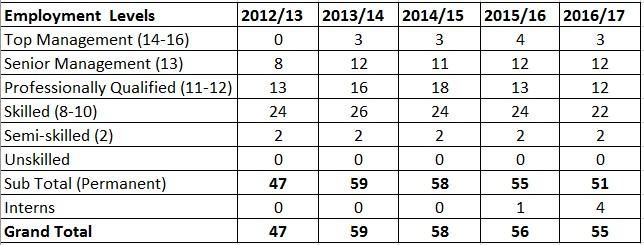 Employment Levels 2012/13 2013/14 2014/15 2015/16 2016/17
Top Management (14-16) 0 3 3 4 3
Senior Management (13) 8 12 11 12 12
Professionally Qualified (11-12) 13 16 18 13 12
Skilled (8-10) 24 26 24 24 22
Semi-skilled (2) 2 2 2 2 2
Unskilled 0 0 0 0 0
Sub Total (Permanent) 47 59 58 55 51
Interns 0 0 0 1 4
Grand Total 47 59 58 56 55